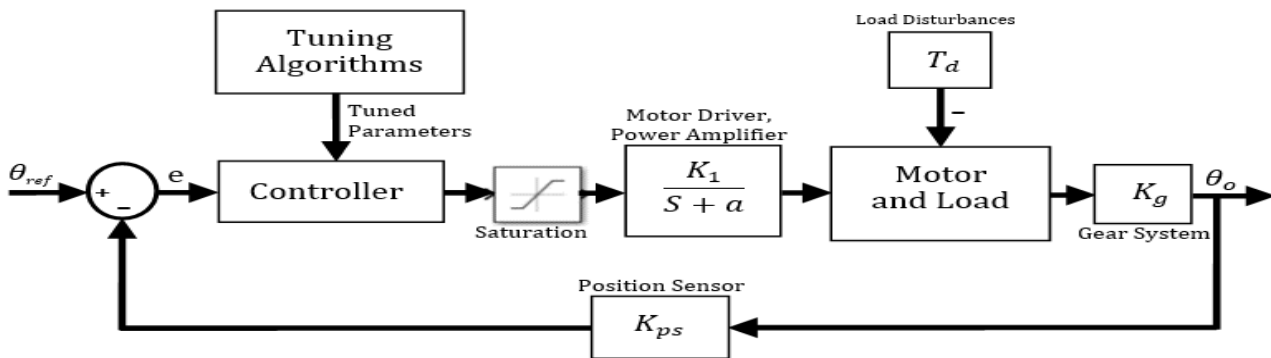 Load Disturbances
Tuning
Algorithms
T_d
Tuned
Parameters
−
Motor Driver,
Power Amplifier
θ_ref
+
−
e
Controller
K_1
S + a
Motor
and Load
K_g
θ_o
Saturation
Gear System
Position Sensor
K_ps